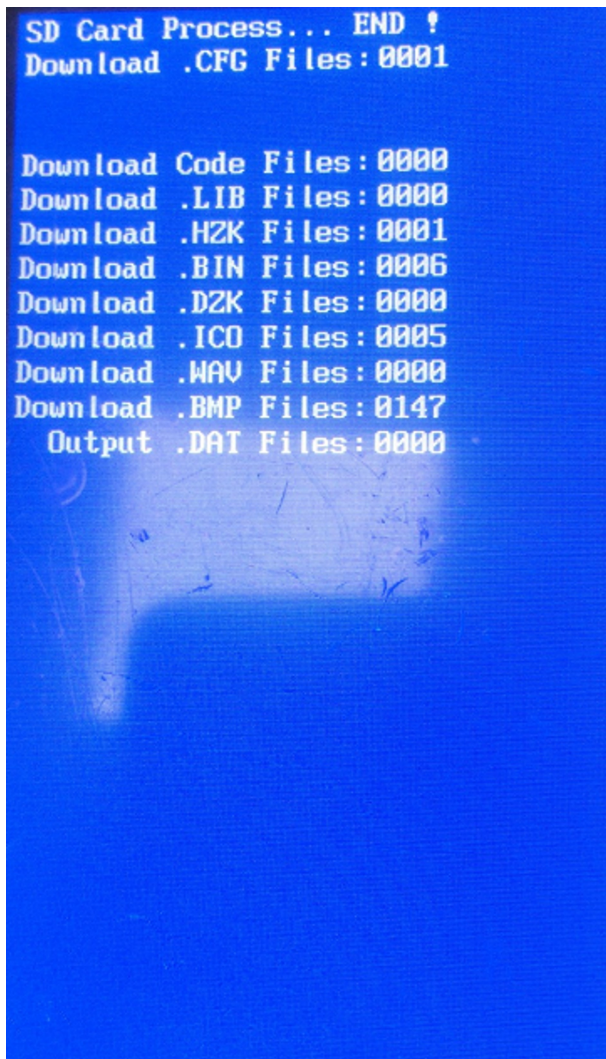 SD Card Process... END !
Download .CFG Files:0001
Download Code Files:0000
Download .LIB Files:0000
Download .HZK Files:0001
Download .BIN Files:0006
Download .DZK Files:0000
Download .ICO Files:0005
Download .WAV Files:0000
Download .BMP Files:0147
Output .DAT Files:0000